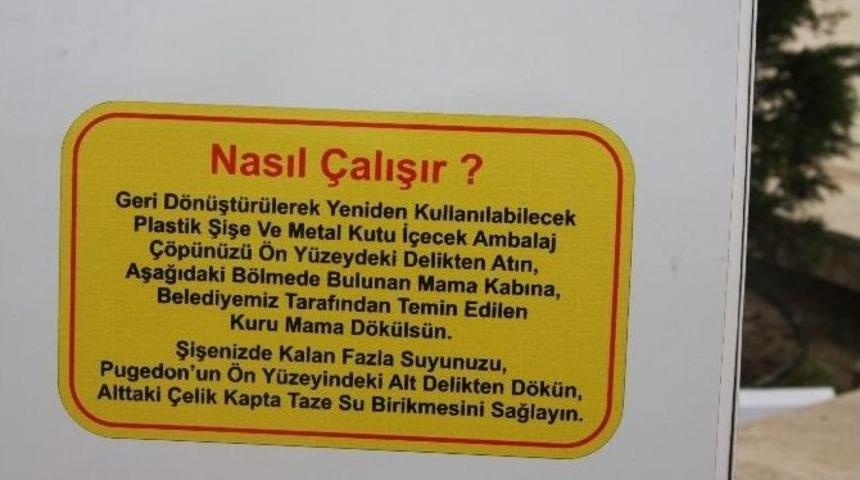 Nasıl Çalışır ?
Geri Dönüştürülerek Yeniden Kullanılabilecek
Plastik Şişe Ve Metal Kutu İçecek Ambalaj
Çöpünüzü Ön Yüzeydeki Delikten Atın,
Aşağıdaki Bölmede Bulunan Mama Kabına,
Belediyemiz Tarafından Temin Edilen
Kuru Mama Dökülsün.
Şişenizde Kalan Fazla Suyunuzu,
Pugedon'un Ön Yüzeyindeki Alt Delikten Dökün,
Alttaki Çelik Kapta Taze Su Birikmesini Sağlayın.